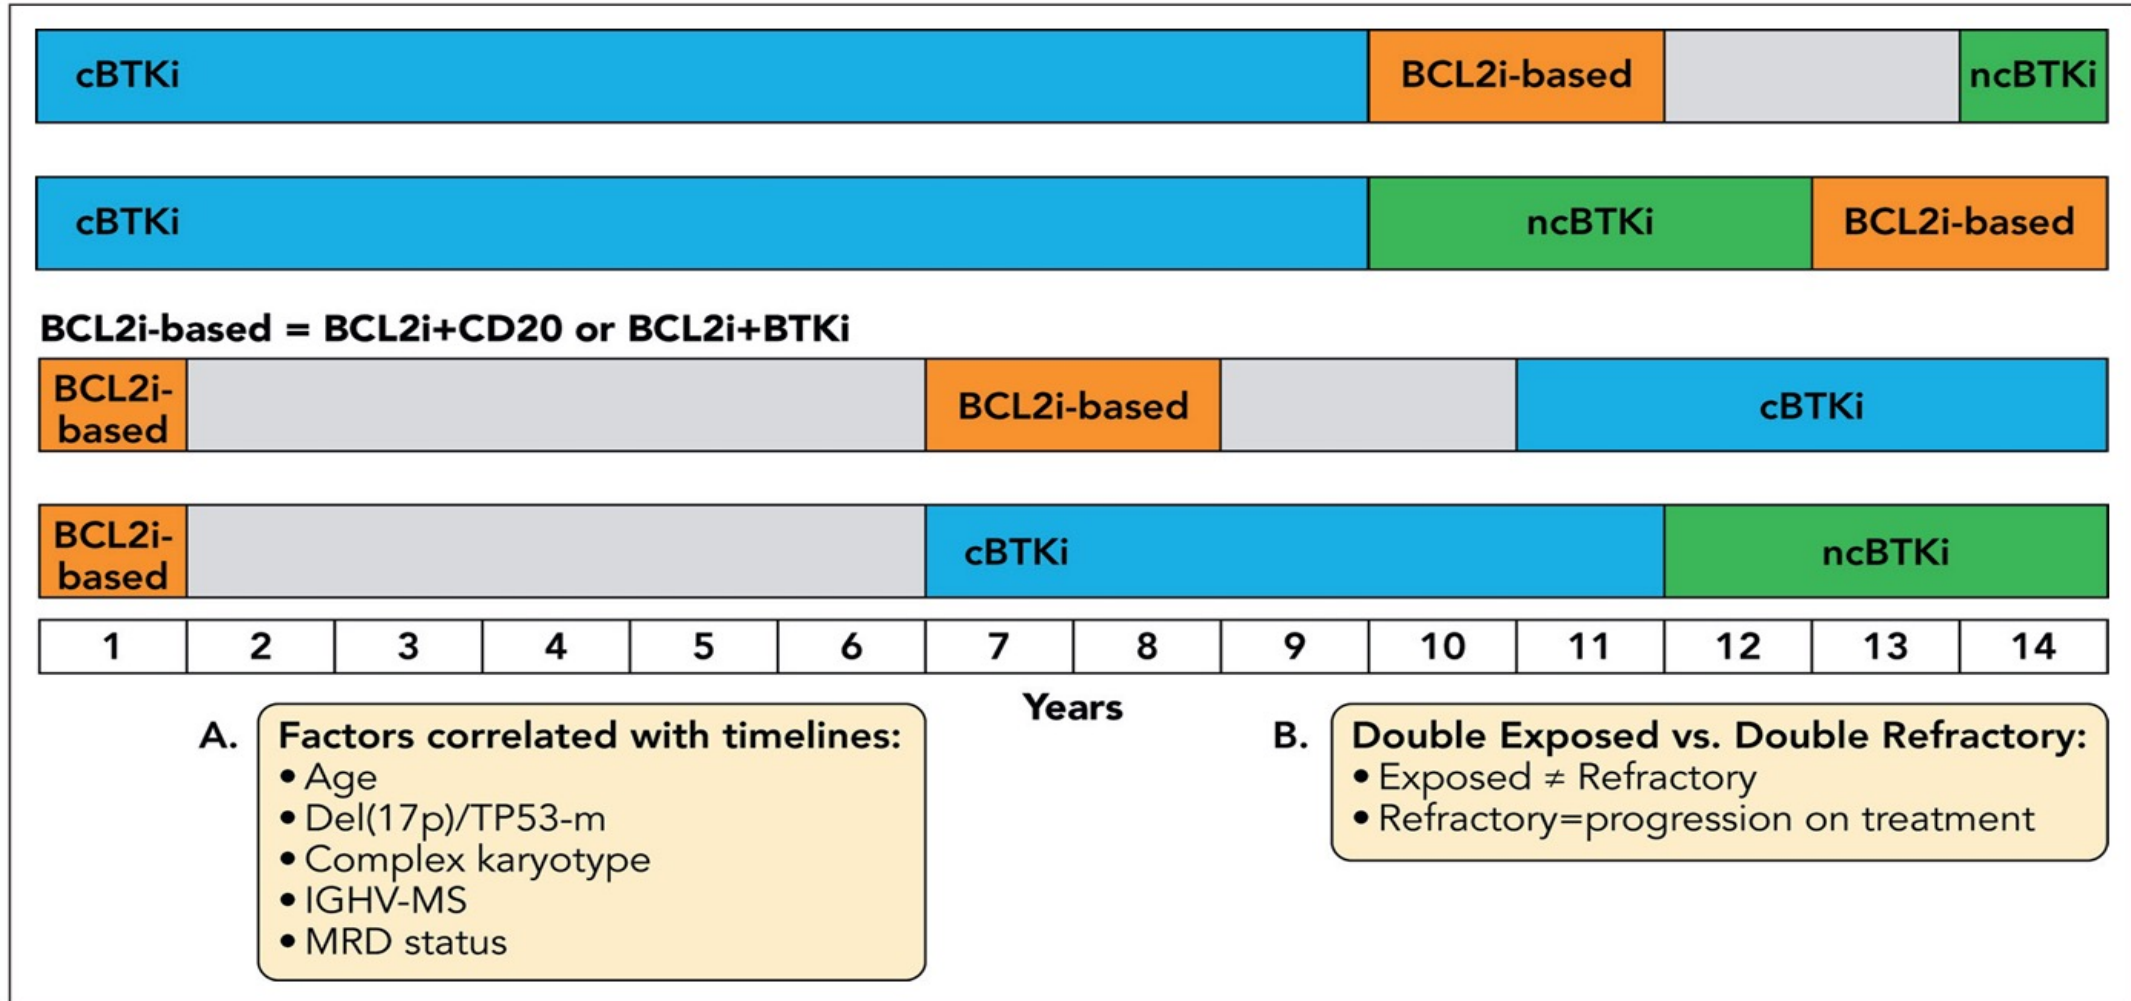 cBTKi
BCL2i-based
ncBTKi
cBTKi
ncBTKi
BCL2i-based
BCL2i-based = BCL2i+CD20 or BCL2i+BTKi
BCL2i-
based
BCL2i-based
cBTKi
BCL2i-
based
cBTKi
ncBTKi
1 2 3 4 5 6 7 8 9 10 11 12 13 14
Years
A.
Factors correlated with timelines:
• Age
• Del(17p)/TP53-m
• Complex karyotype
• IGHV-MS
• MRD status
B.
Double Exposed vs. Double Refractory:
• Exposed ≠ Refractory
• Refractory=progression on treatment